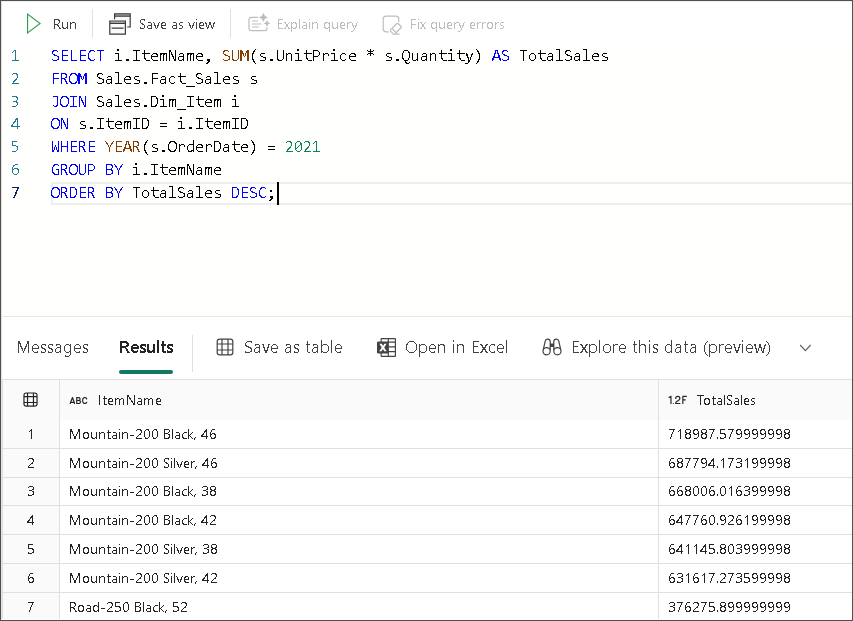 Run Save as view Explain query Fix query errors
1 SELECT i.ItemName, SUM(s.UnitPrice * s.Quantity) AS TotalSales
2 FROM Sales.Fact_Sales s
3 JOIN Sales.Dim_Item i
4 ON s.ItemID = i.ItemID
5 WHERE YEAR(s.OrderDate) = 2021
6 GROUP BY i.ItemName
7 ORDER BY TotalSales DESC;
Messages Results Save as table Open in Excel Explore this data (preview)
ABC ItemName 1.2F TotalSales
1 Mountain-200 Black, 46 718987.579999998
2 Mountain-200 Silver, 46 687794.173199998
3 Mountain-200 Black, 38 668006.016399998
4 Mountain-200 Black, 42 647760.926199998
5 Mountain-200 Silver, 38 641145.803999998
6 Mountain-200 Silver, 42 631617.273599998
7 Road-250 Black, 52 376275.899999999